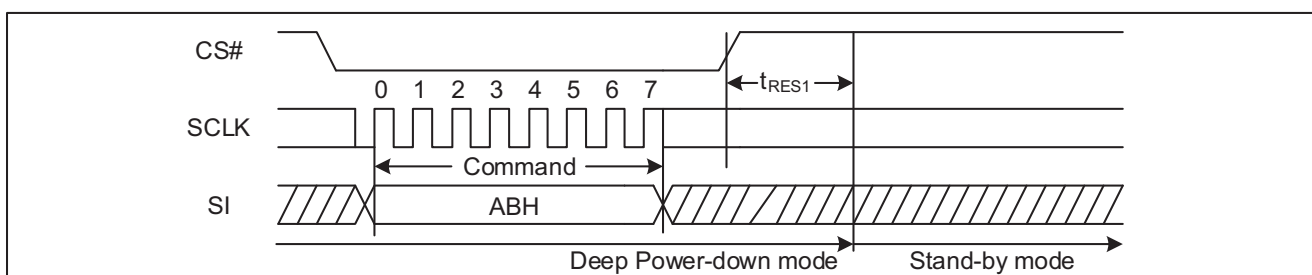 CS#
tRES1
0 1 2 3 4 5 6 7
SCLK
Command
SI
ABH
Deep Power-down mode Stand-by mode